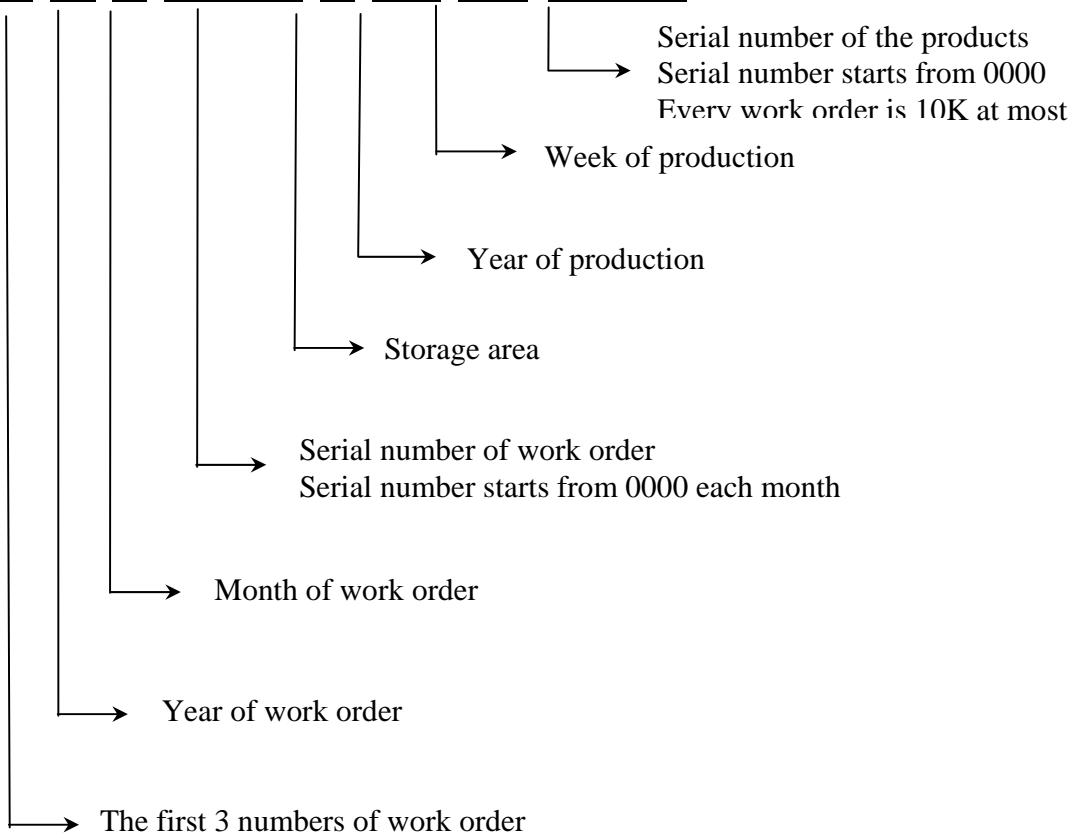 Serial number of the products
Serial number starts from 0000
Every work order is 10K at most
Week of production
Year of production
Storage area
Serial number of work order
Serial number starts from 0000 each month
Month of work order
Year of work order
The first 3 numbers of work order